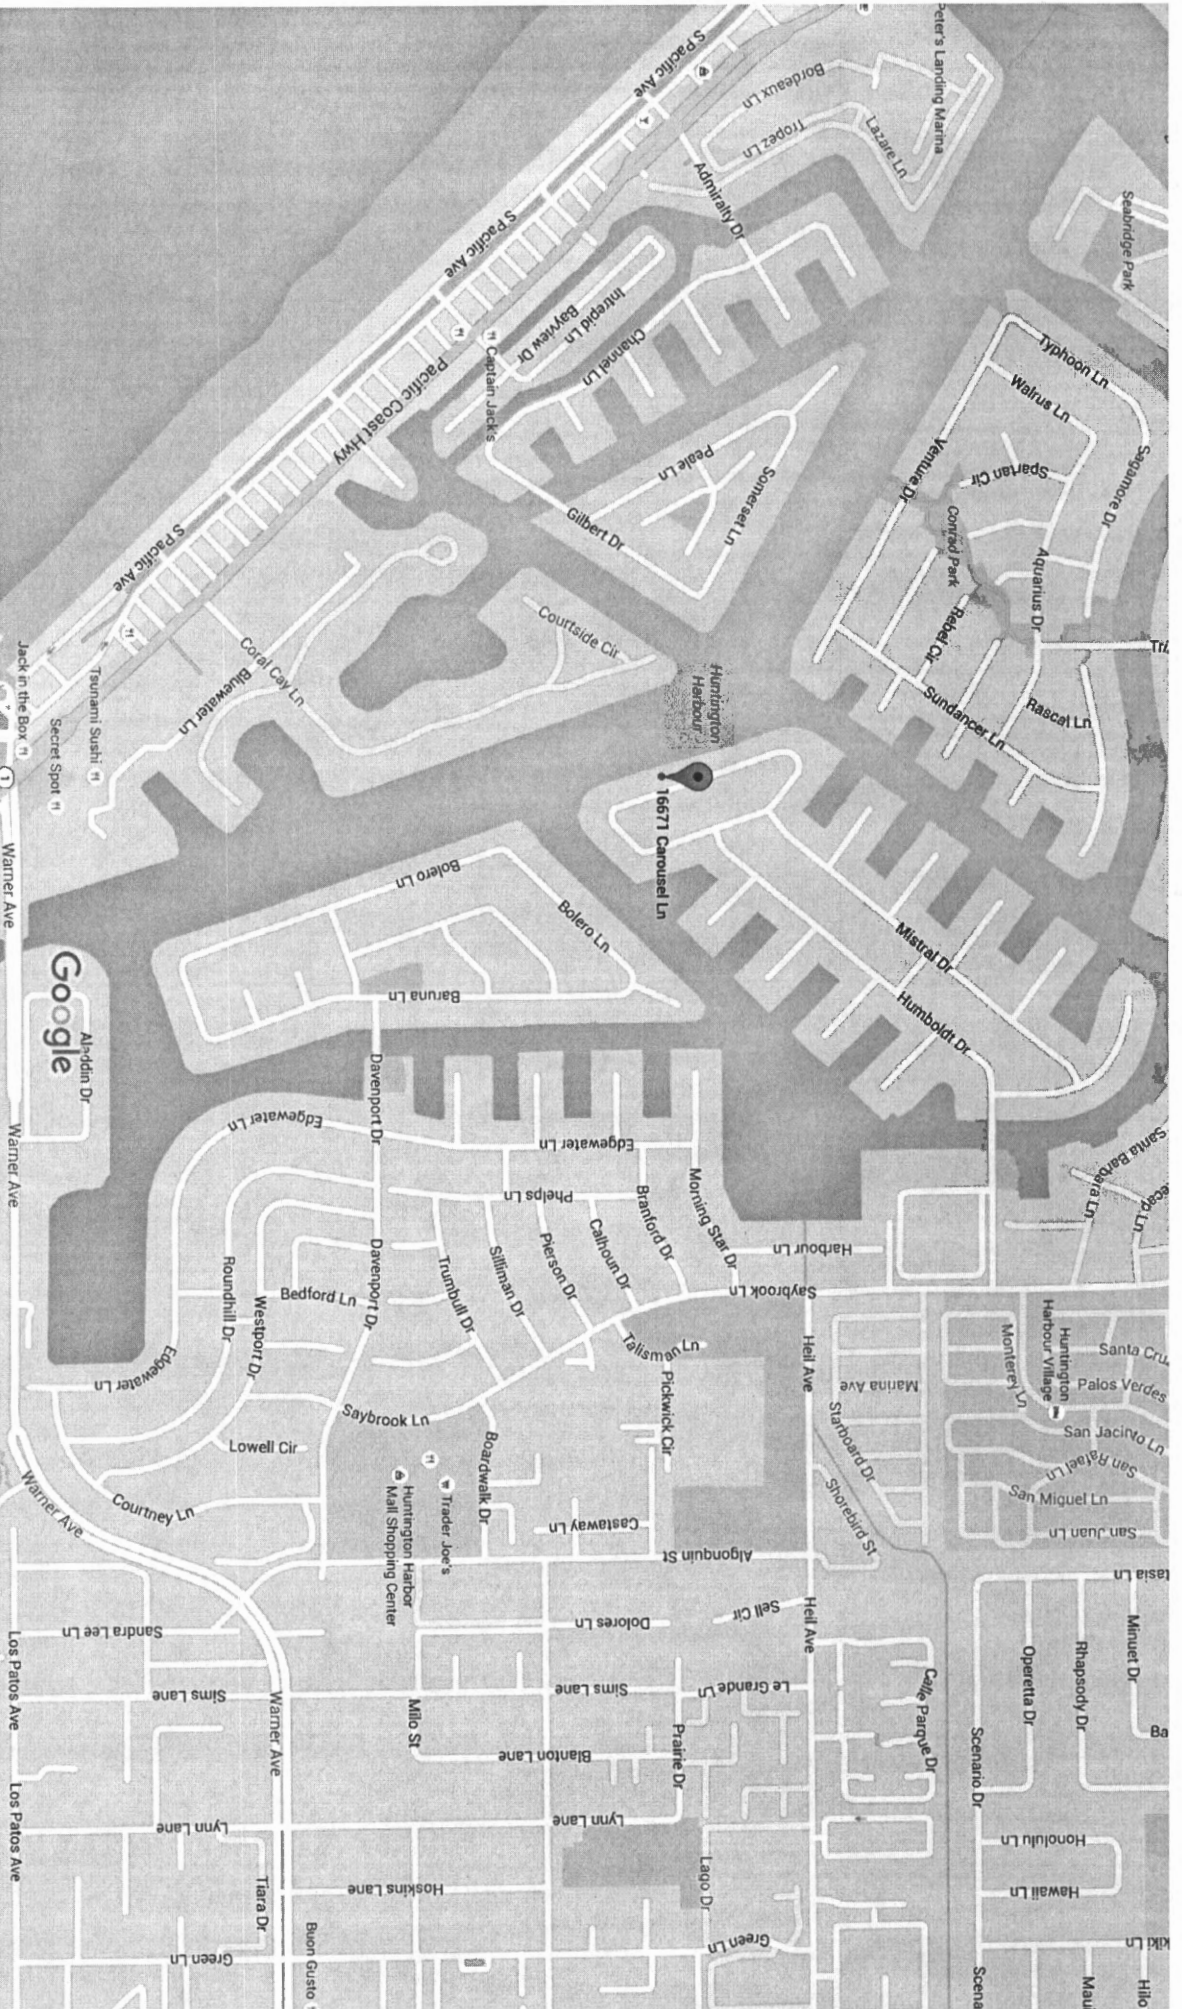 S Pacific Ave
Bordeaux Ln
Tropez Ln
Lazare Ln
Peter's Landing Marina
Seabridge Park
Admiralty Dr
S Pacific Ave
Intrepid Ln
Bayview Dr
Channel Ln
Captain Jack's
Pacific Coast Hwy
Typhoon Ln
Walrus Ln
Sagamore Dr
Spartan Cir
Venture Dr
Conrad Park
Aquarius Dr
Rebel Cir
Rascal Ln
Sundancer Ln
Peale Ln
Somerset Ln
Gilbert Dr
Courtside Cir
Huntington
Harbour
S Pacific Ave
Coral Cay Ln
Bluewater Ln
Tsunami Sushi
Jack in the Box
Secret Spot
1
Warner Ave
16671 Carousel Ln
Mistral Dr
Humboldt Dr
Bolero Ln
Bolero Ln
Baruna Ln
Google
Aladdin Dr
Warner Ave
Davenport Dr
Edgewater Ln
Edgewater Ln
Santa Barbara Ln
Phelps Ln
Morning Star Dr
Branford Dr
Calhoun Dr
Pierson Dr
Silliman Dr
Trumbull Dr
Davenport Dr
Bedford Ln
Westport Dr
Roundhill Dr
Edgewater Ln
Harbour Ln
Saybrook Ln
Talisman Ln
Pickwick Cir
Heil Ave
Marina Ave
Starboard Dr
Shorebird St
Monterey Ln
Huntington
Harbour Village
Santa Cru
Palos Verdes
San Jacinto Ln
San Rafael Ln
San Miguel Ln
San Juan Ln
Saybrook Ln
Lowell Cir
Courtney Ln
Warner Ave
Boardwalk Dr
Trader Joe's
Huntington Harbor
Mall Shopping Center
Castaway Ln
Algonquin St
Sell Cir
Heil Ave
Dolores Ln
Sandra Lee Ln
Los Patos Ave
Sims Lane
Sims Lane
Warner Ave
Milo St
Le Grande Ln
Blanton Lane
Prairie Dr
Calle Parque Dr
Minuet Dr
Rhapsody Dr
Operetta Dr
Scenario Dr
Lynn Lane
Lynn Lane
Los Patos Ave
Tiara Dr
Hoskins Lane
Lago Dr
Honolulu Ln
Hawaii Ln
Green Ln
Green Ln
Buon Gusto
Scena
Mau
Hilo